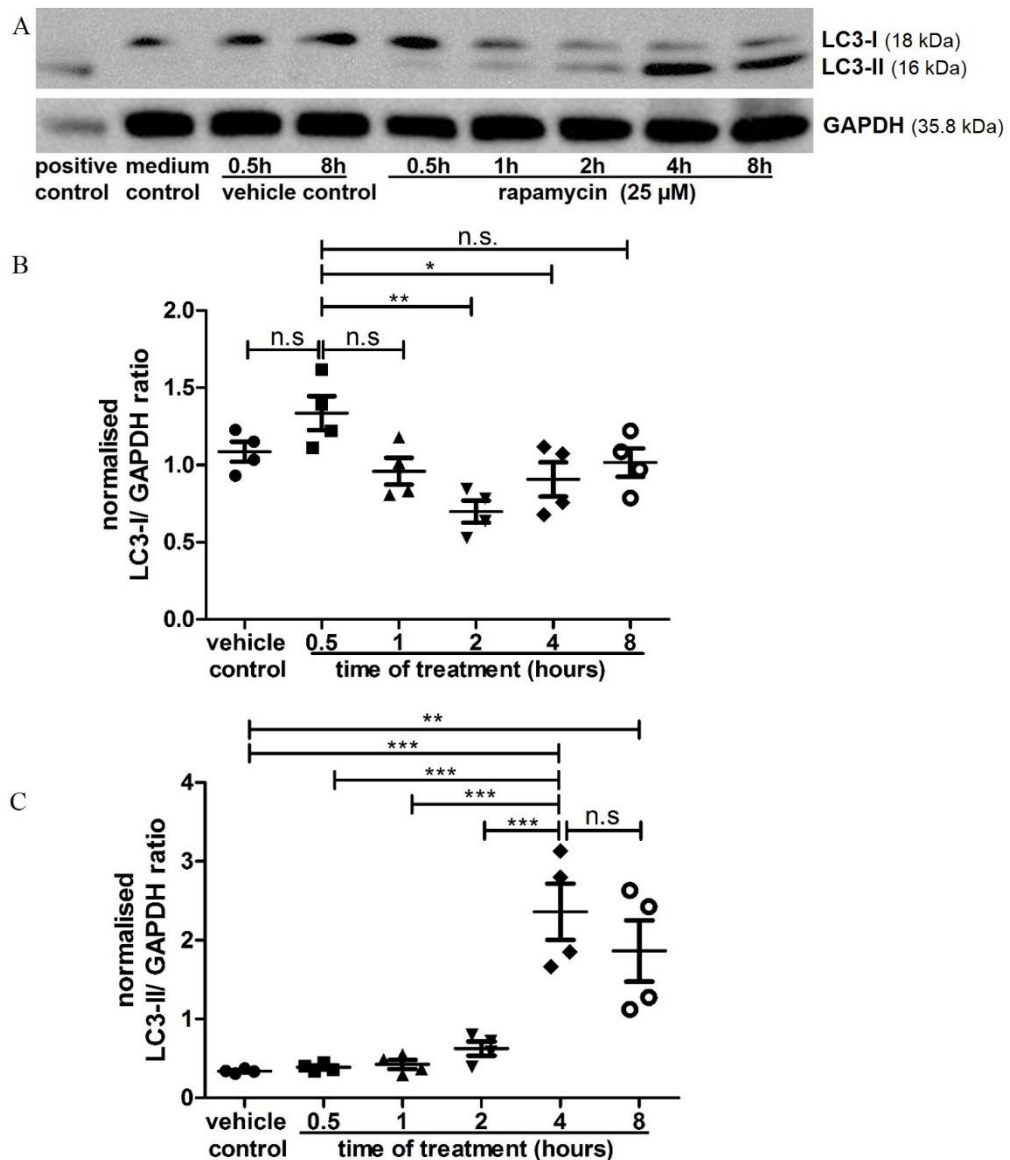 A
LC3-I (18 kDa)
LC3-II (16 kDa)
GAPDH (35.8 kDa)
positive medium 0.5h 8h 0.5h 1h 2h 4h 8h
control control vehicle control rapamycin (25 µM)
B
n.s.
*
**
n.s n.s
2.0
1.5
1.0
0.5
0.0
normalised
LC3-I/ GAPDH ratio
vehicle 0.5 1 2 4 8
control time of treatment (hours)
C
**
***
***
***
*** n.s
4
3
2
1
0
normalised
LC3-II/ GAPDH ratio
vehicle 0.5 1 2 4 8
control time of treatment (hours)